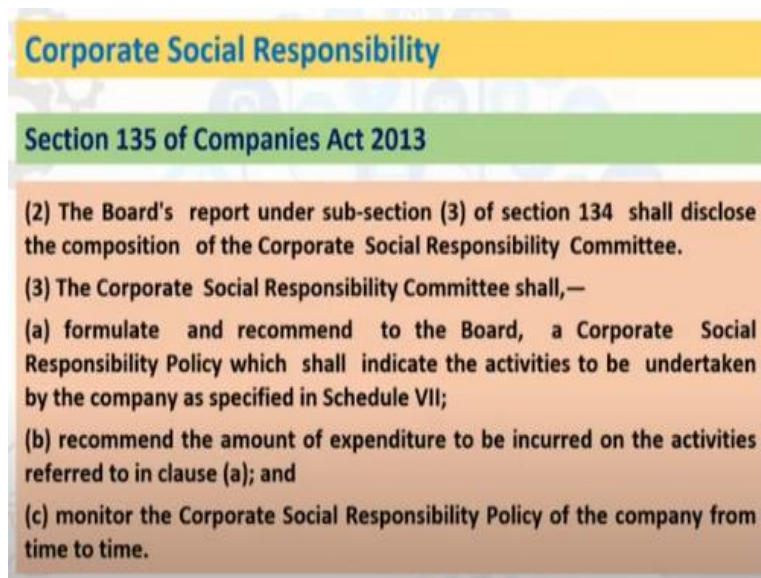 Corporate Social Responsibility
Section 135 of Companies Act 2013
(2) The Board's report under sub-section (3) of section 134 shall disclose
the composition of the Corporate Social Responsibility Committee.
(3) The Corporate Social Responsibility Committee shall,—
(a) formulate and recommend to the Board, a Corporate Social
Responsibility Policy which shall indicate the activities to be undertaken
by the company as specified in Schedule VII;
(b) recommend the amount of expenditure to be incurred on the activities
referred to in clause (a); and
(c) monitor the Corporate Social Responsibility Policy of the company from
time to time.